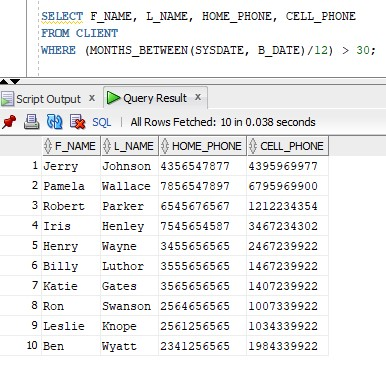 SELECT F_NAME, L_NAME, HOME_PHONE, CELL_PHONE
FROM CLIENT
WHERE (MONTHS_BETWEEN(SYSDATE, B_DATE)/12) > 30;
Script Output x Query Result x
SQL | All Rows Fetched: 10 in 0.038 seconds
F_NAME L_NAME HOME_PHONE CELL_PHONE
1 Jerry Johnson 4356547877 4395969977
2 Pamela Wallace 7856547897 6795969900
3 Robert Parker 6545676567 1212234354
4 Iris Henley 7545654587 3467234302
5 Henry Wayne 3455656565 2467239922
6 Billy Luthor 3555656565 1467239922
7 Katie Gates 3565656565 1407239922
8 Ron Swanson 2564656565 1007339922
9 Leslie Knope 2561256565 1034339922
10 Ben Wyatt 2341256565 1984339922